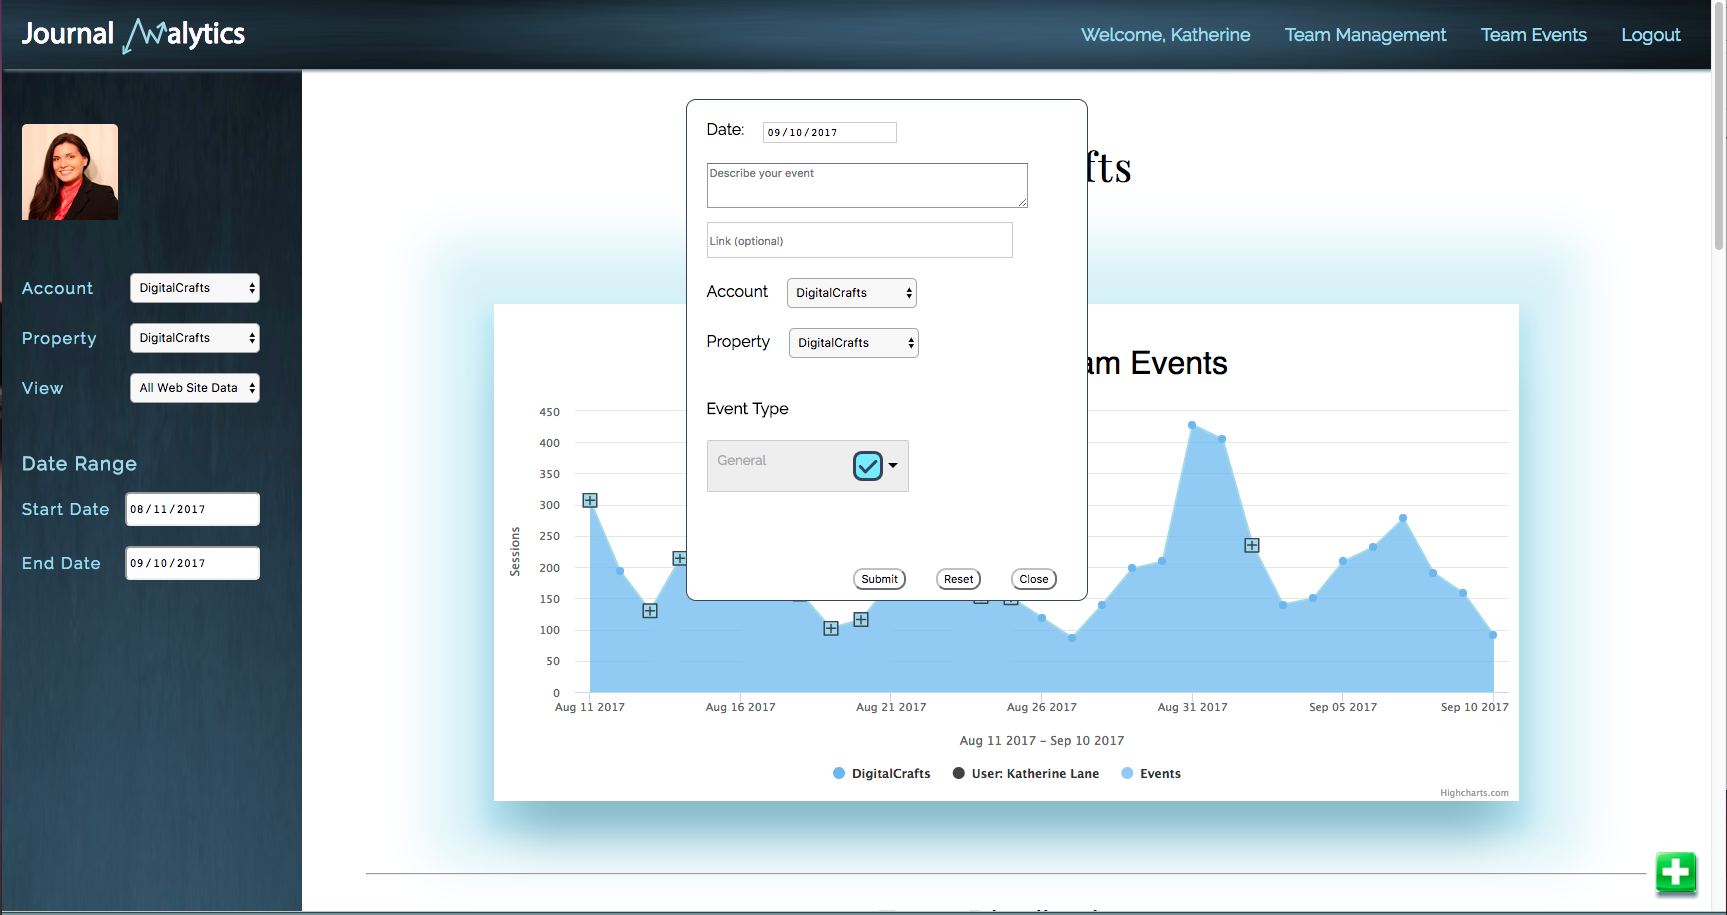 Journal Analytics
Welcome, Katherine
Team Management
Team Events
Logout
Account
DigitalCrafts
Property
DigitalCrafts
View
All Web Site Data
Date Range
Start Date
08/11/2017
End Date
09/10/2017
Date:
09/10/2017
Describe your event
Link (optional)
Account
DigitalCrafts
Property
DigitalCrafts
Event Type
General
Submit
Reset
Close
fts
am Events
450
400
350
300
250
200
150
100
50
0
Sessions
Aug 11 2017
Aug 16 2017
Aug 21 2017
Aug 26 2017
Aug 31 2017
Sep 05 2017
Sep 10 2017
Aug 11 2017 - Sep 10 2017
DigitalCrafts
User: Katherine Lane
Events
Highcharts.com